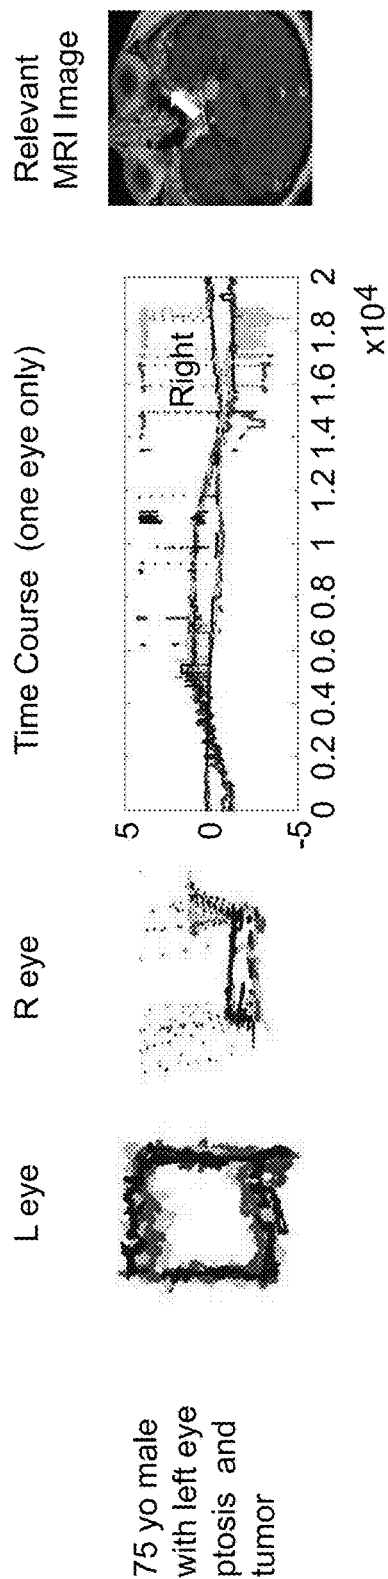 75 yo male
with left eye
ptosis and
tumor
L eye
R eye
Time Course (one eye only)
Relevant
MRI Image
5
0
-5
Right
0 0.2 0.4 0.6 0.8 1 1.2 1.4 1.6 1.8 2
x10⁴